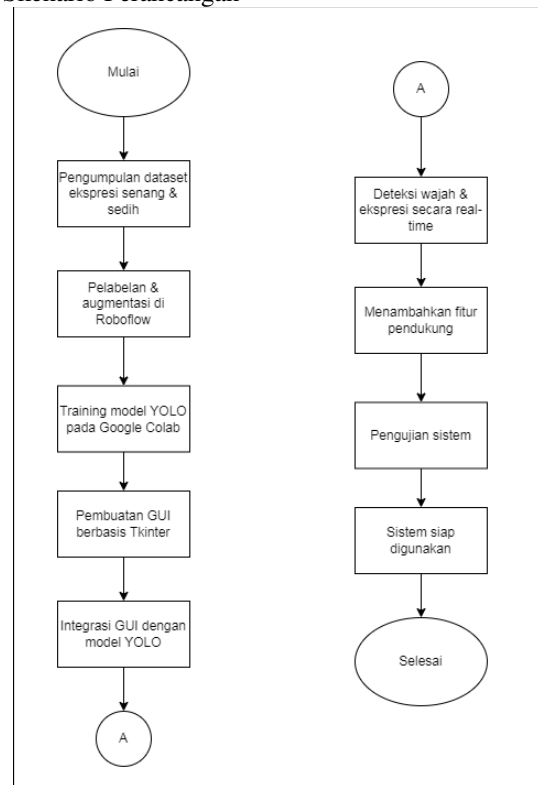 Skenario Perancangan
Mulai
Pengumpulan dataset
ekspresi senang &
sedih
Pelabelan &
augmentasi di
Roboflow
Training model YOLO
pada Google Colab
Pembuatan GUI
berbasis Tkinter
Integrasi GUI dengan
model YOLO
A
A
Deteksi wajah &
ekspresi secara real-
time
Menambahkan fitur
pendukung
Pengujian sistem
Sistem siap
digunakan
Selesai